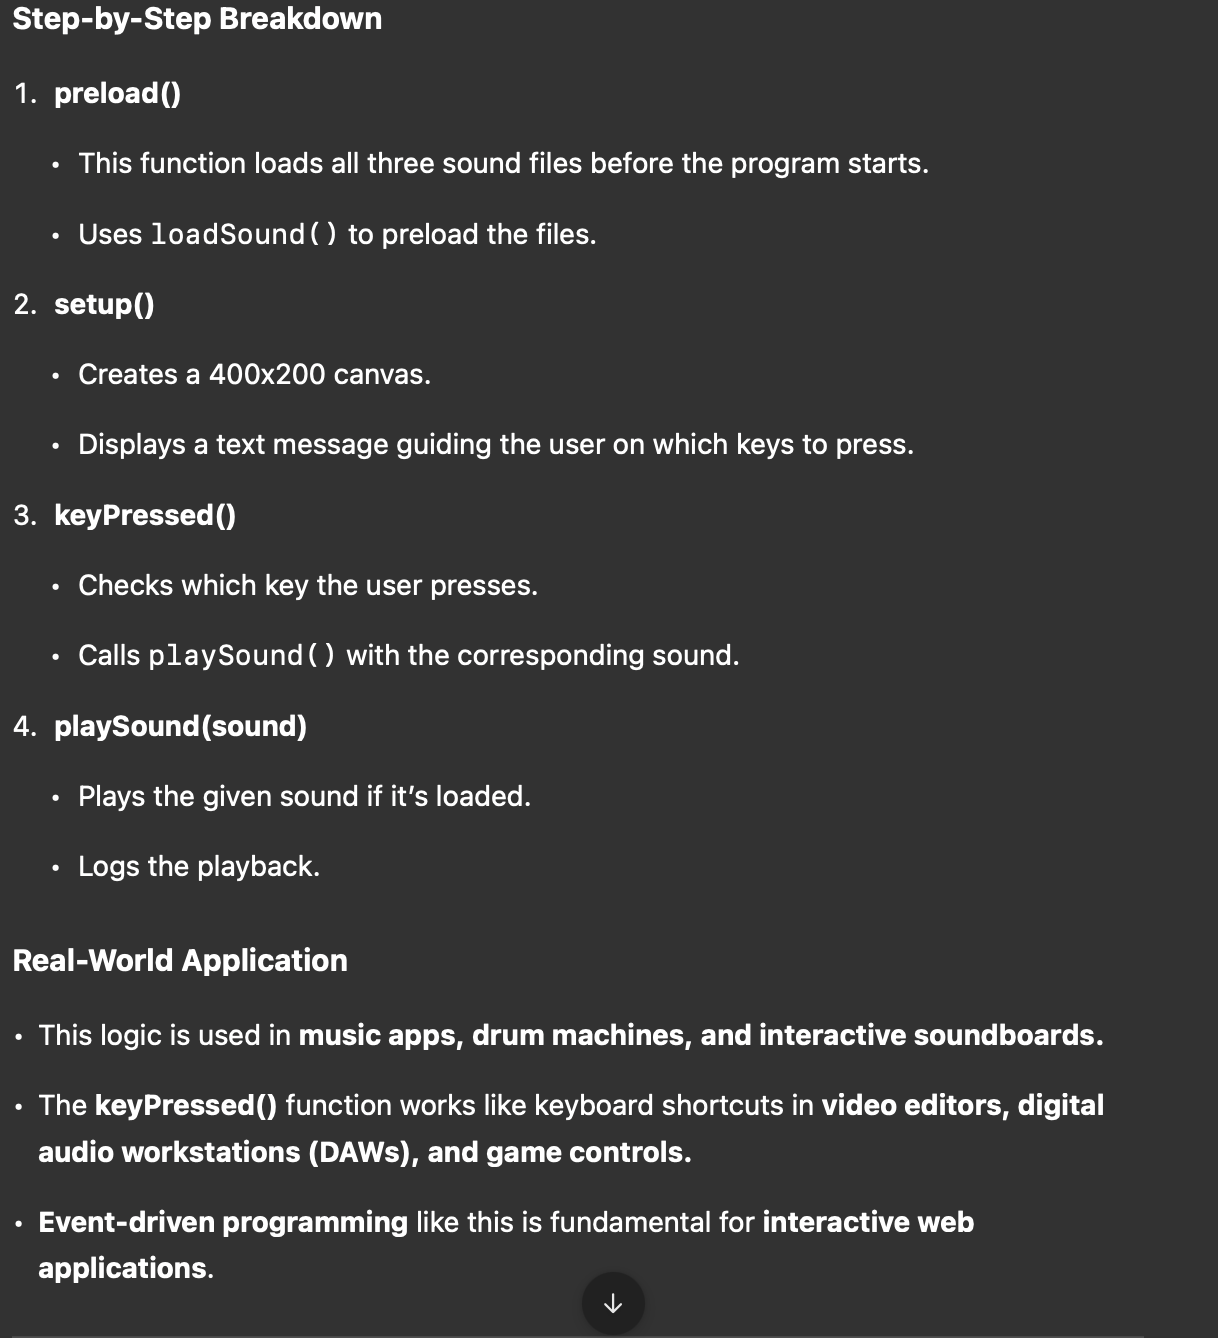 Step-by-Step Breakdown
1. preload()
• This function loads all three sound files before the program starts.
• Uses loadSound() to preload the files.
2. setup()
• Creates a 400x200 canvas.
• Displays a text message guiding the user on which keys to press.
3. keyPressed()
• Checks which key the user presses.
• Calls playSound() with the corresponding sound.
4. playSound(sound)
• Plays the given sound if it’s loaded.
• Logs the playback.
Real-World Application
• This logic is used in music apps, drum machines, and interactive soundboards.
• The keyPressed() function works like keyboard shortcuts in video editors, digital
audio workstations (DAWs), and game controls.
• Event-driven programming like this is fundamental for interactive web
applications.